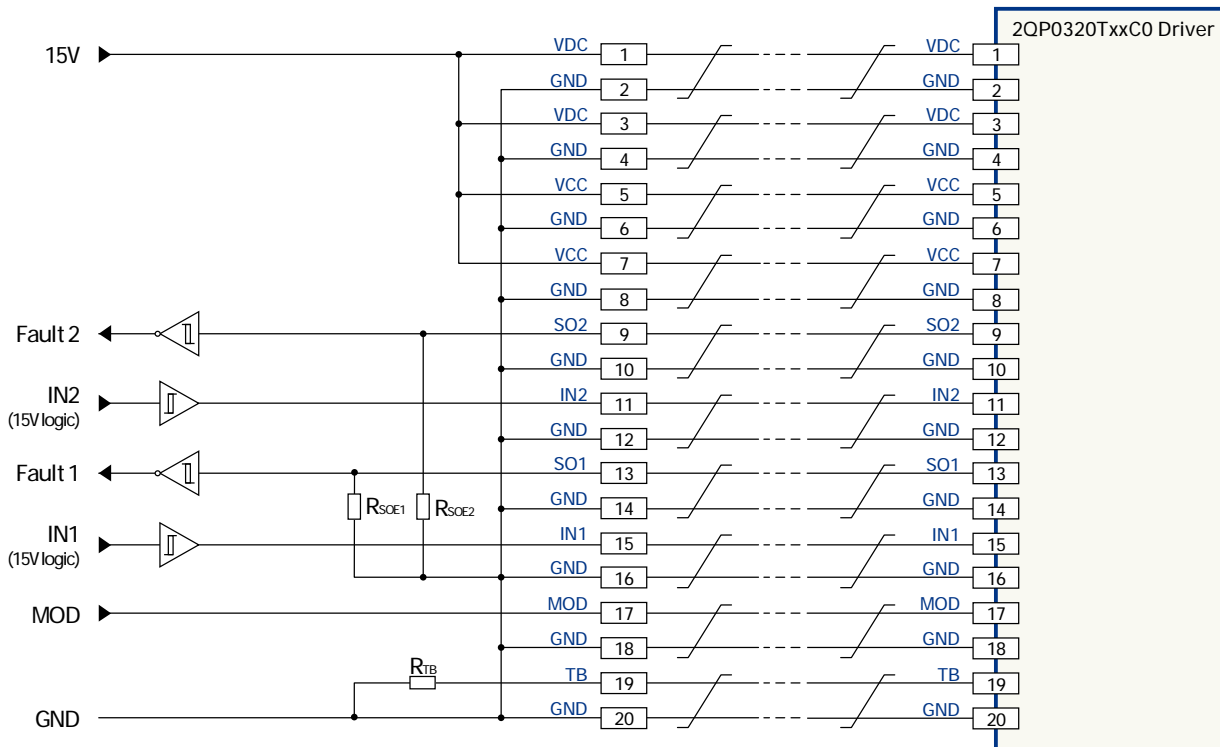 2QP0320TxxC0 Driver
15V VDC 1 VDC 1
GND 2 GND 2
VDC 3 VDC 3
GND 4 GND 4
VCC 5 VCC 5
GND 6 GND 6
VCC 7 VCC 7
GND 8 GND 8
Fault 2 SO2 9 SO2 9
GND 10 GND 10
IN2 IN2 11 IN2 11
(15V logic)
GND 12 GND 12
Fault 1 SO1 13 SO1 13
RSOE1 RSOE2 GND 14 GND 14
IN1 IN1 15 IN1 15
(15V logic)
GND 16 GND 16
MOD MOD 17 MOD 17
GND 18 GND 18
RTB TB 19 TB 19
GND GND 20 GND 20